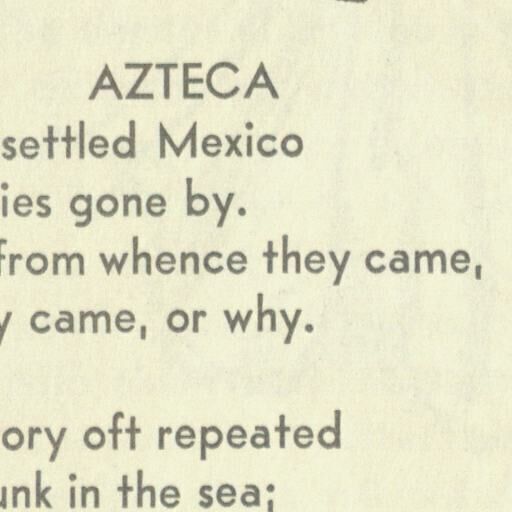 AZTECA
settled Mexico
ies gone by.
from whence they came,
y came, or why.
ory oft repeated
unk in the sea;